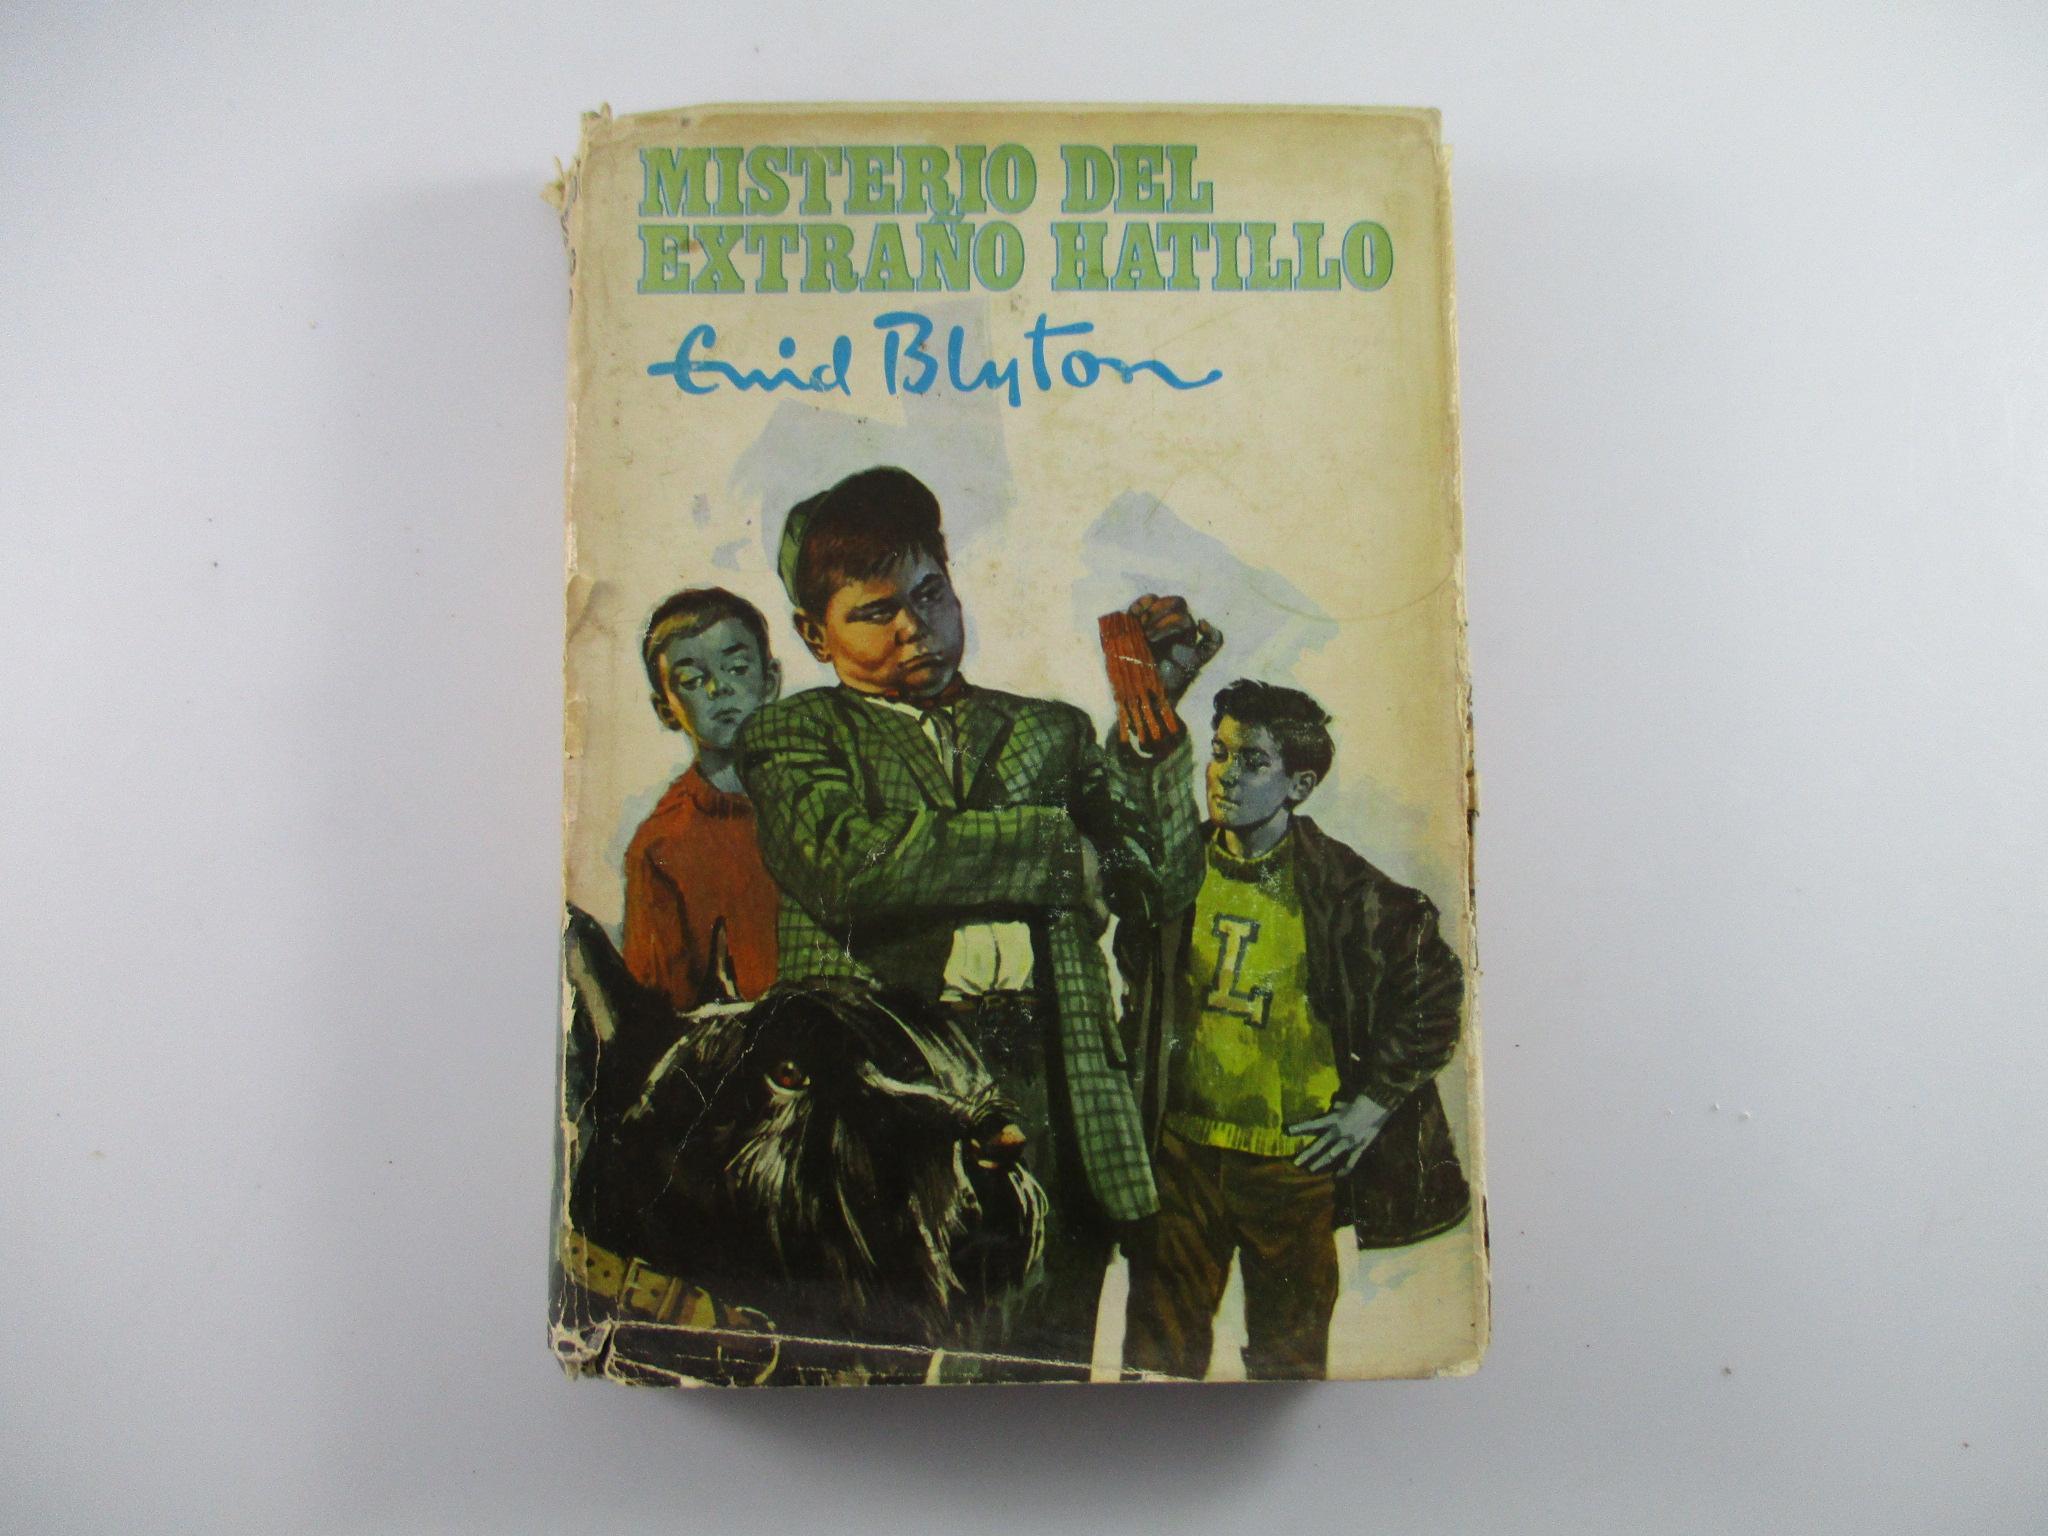 MISTERIO DEL
EXTRAÑO HATILLO
Enid Blyton
L